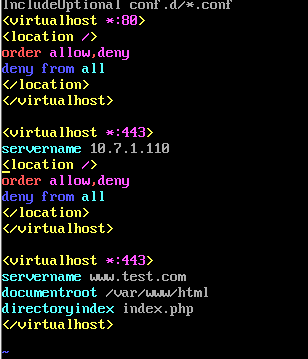 IncludeOptional conf.d/*.conf
<virtualhost *:80>
<location />
order allow,deny
deny from all
</location>
</virtualhost>
<virtualhost *:443>
servername 10.7.1.110
<location />
order allow,deny
deny from all
</location>
</virtualhost>
<virtualhost *:443>
servername www.test.com
documentroot /var/www/html
directoryindex index.php
</virtualhost>
~